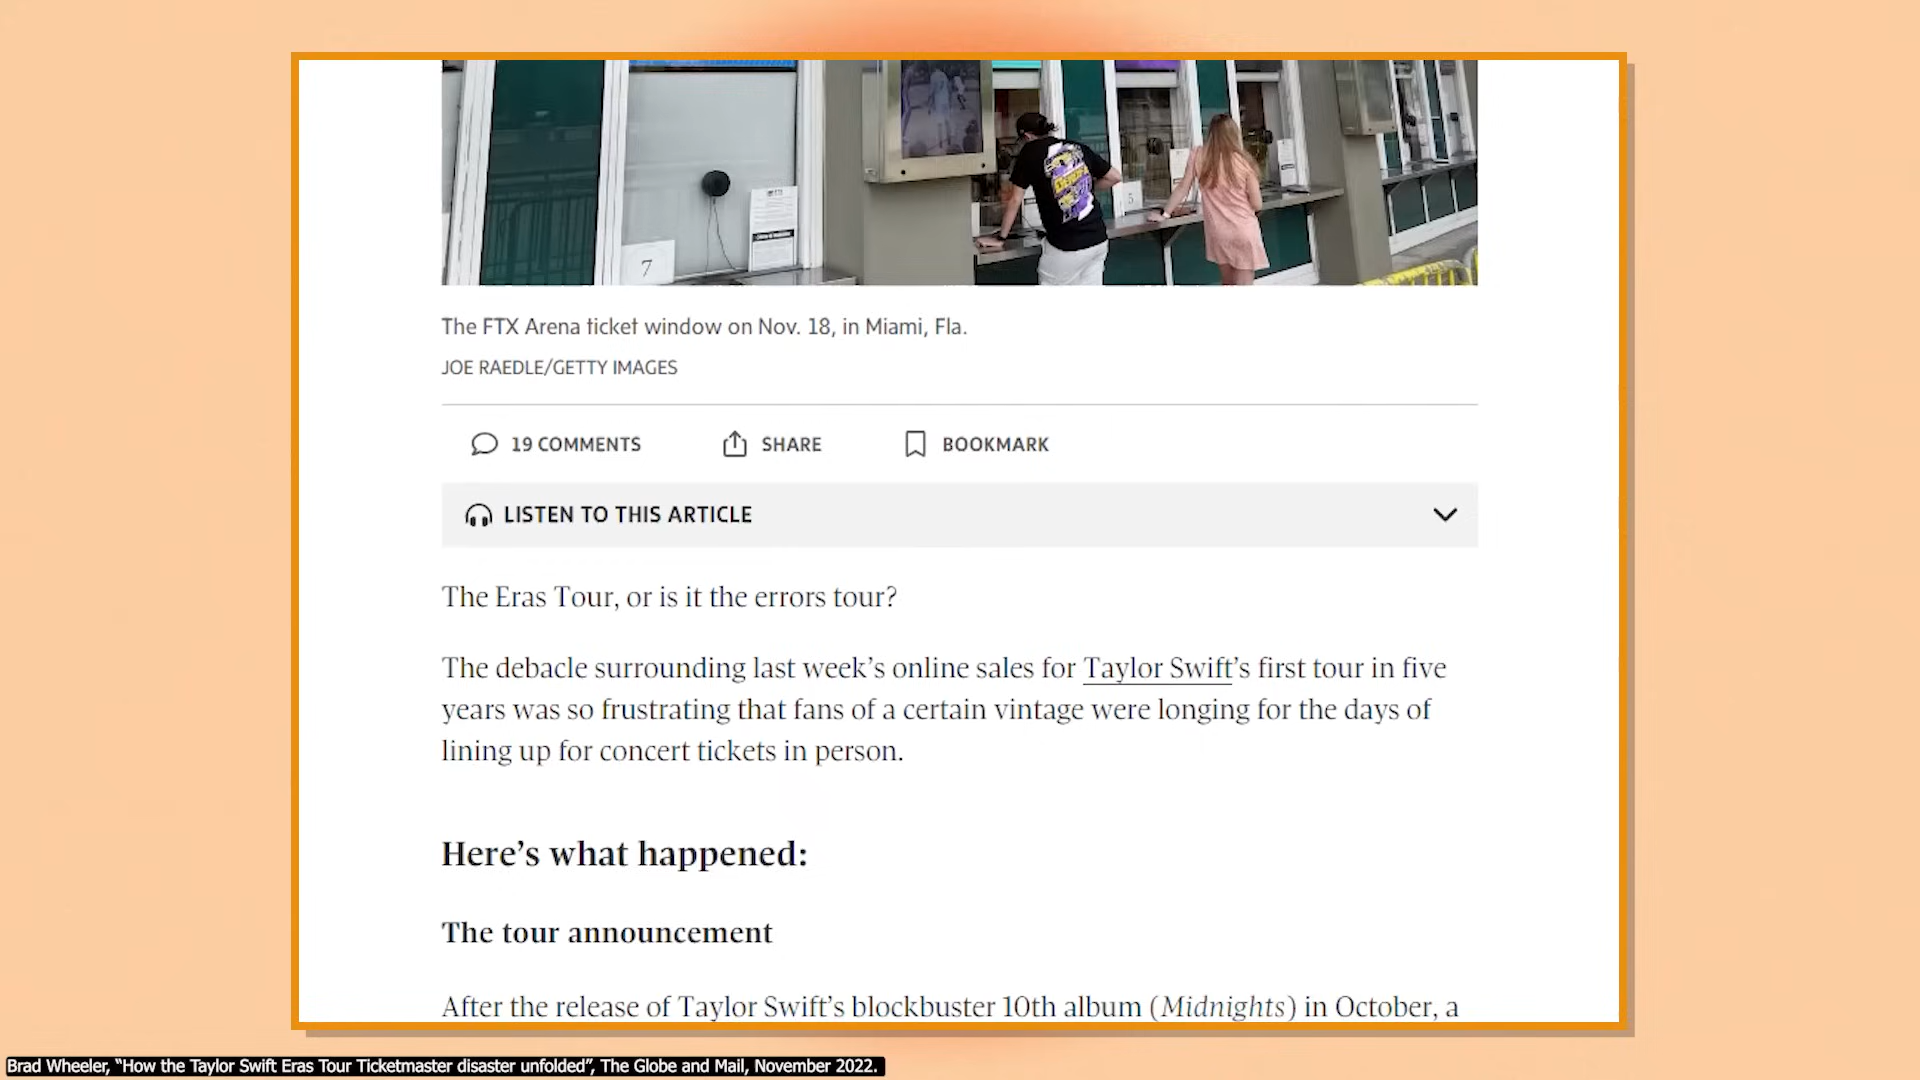 7
5
The FTX Arena ticket window on Nov. 18, in Miami, Fla.
JOE RAEDLE/GETTY IMAGES
19 COMMENTS
SHARE
BOOKMARK
LISTEN TO THIS ARTICLE
The Eras Tour, or is it the errors tour?
The debacle surrounding last week’s online sales for Taylor Swift’s first tour in five
years was so frustrating that fans of a certain vintage were longing for the days of
lining up for concert tickets in person.
Here’s what happened:
The tour announcement
After the release of Taylor Swift’s blockbuster 10th album (Midnights) in October, a
Brad Wheeler, “How the Taylor Swift Eras Tour Ticketmaster disaster unfolded”, The Globe and Mail, November 2022.